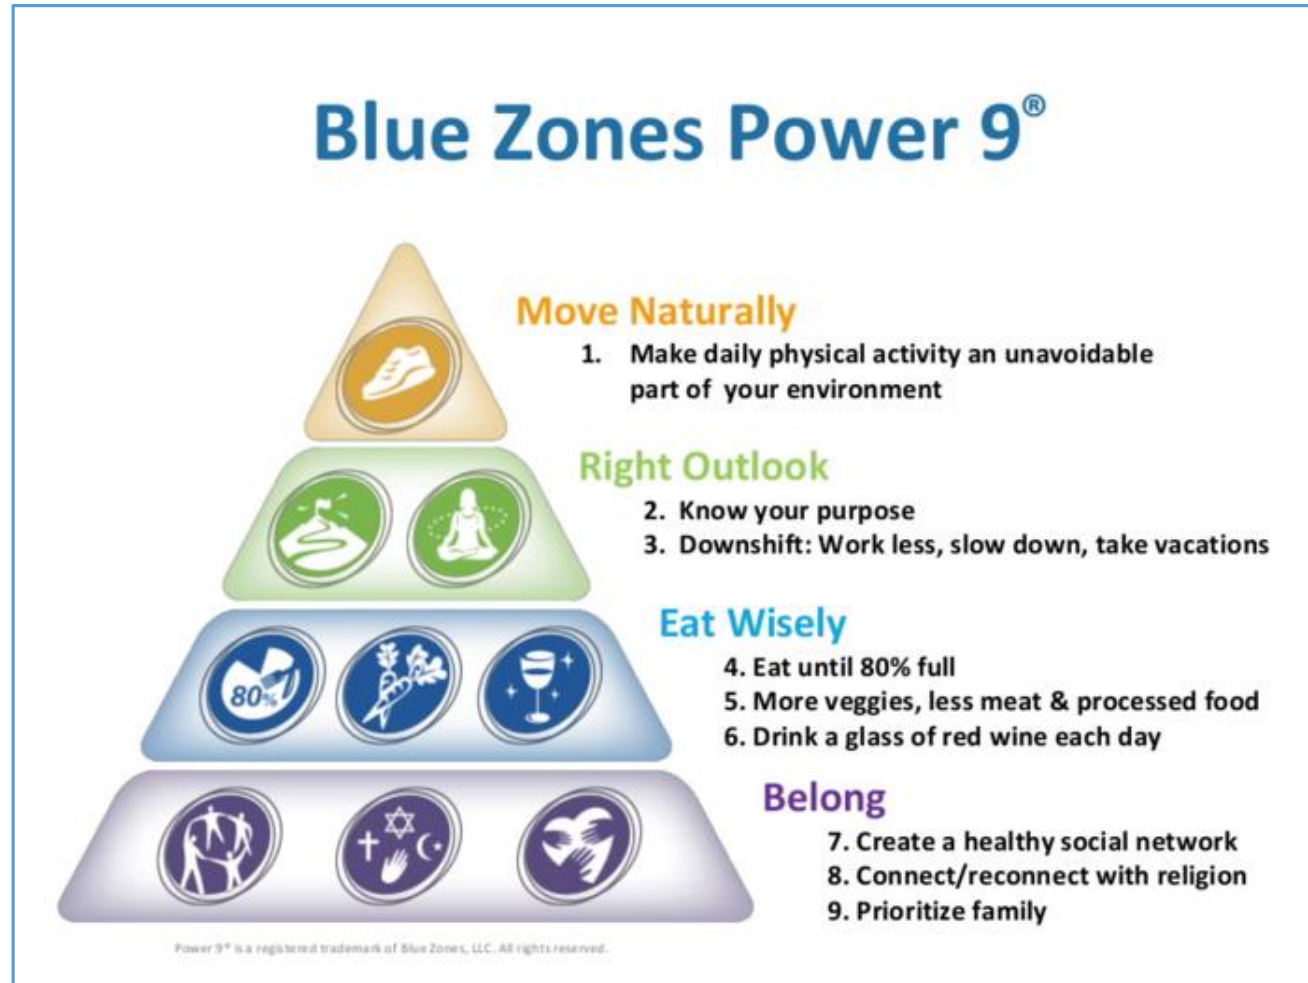 Blue Zones Power 9®
Move Naturally
1. Make daily physical activity an unavoidable
part of your environment
Right Outlook
2. Know your purpose
3. Downshift: Work less, slow down, take vacations
Eat Wisely
80%
4. Eat until 80% full
5. More veggies, less meat & processed food
6. Drink a glass of red wine each day
Belong
7. Create a healthy social network
8. Connect/reconnect with religion
9. Prioritize family
Power 9® is a registered trademark of Blue Zones, LLC. All rights reserved.